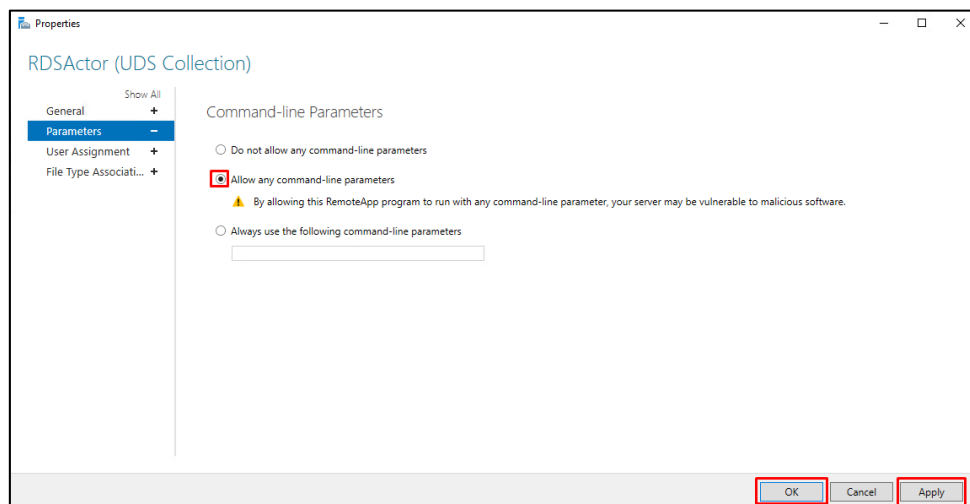 Properties
RDSActor (UDS Collection)
Show All
General +
Parameters −
User Assignment +
File Type Associati... +
Command-line Parameters
Do not allow any command-line parameters
Allow any command-line parameters
By allowing this RemoteApp program to run with any command-line parameter, your server may be vulnerable to malicious software.
Always use the following command-line parameters
OK Cancel Apply